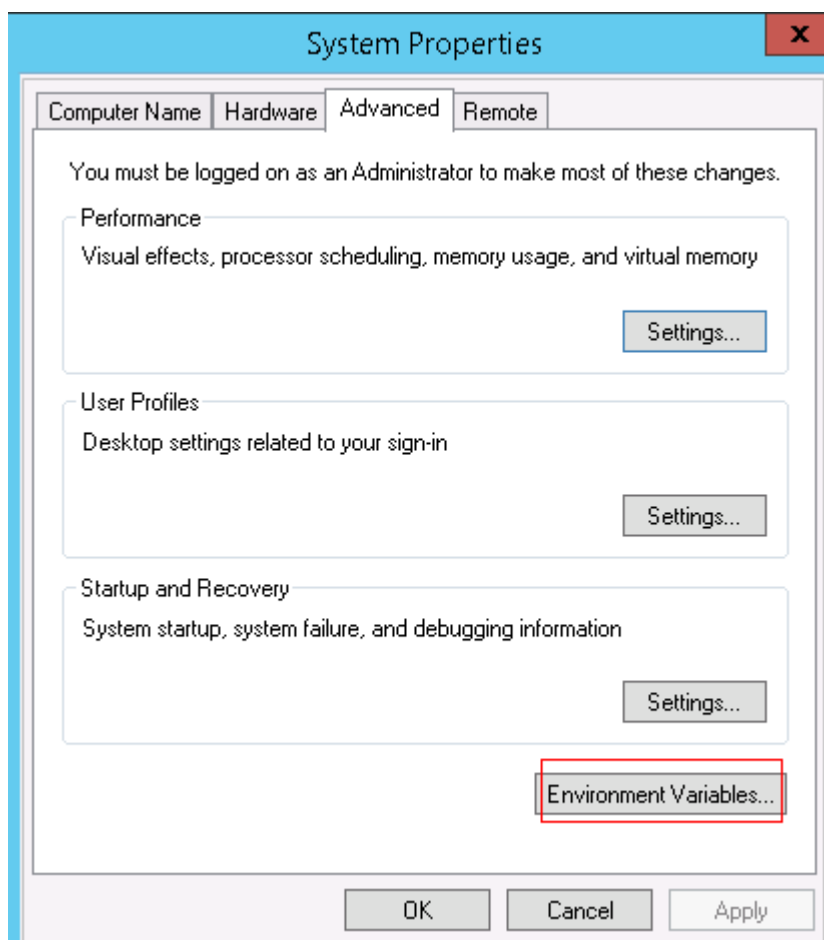 System Properties
x
Computer Name Hardware Advanced Remote
You must be logged on as an Administrator to make most of these changes.
Performance
Visual effects, processor scheduling, memory usage, and virtual memory
Settings...
User Profiles
Desktop settings related to your sign-in
Settings...
Startup and Recovery
System startup, system failure, and debugging information
Settings...
Environment Variables...
OK Cancel Apply